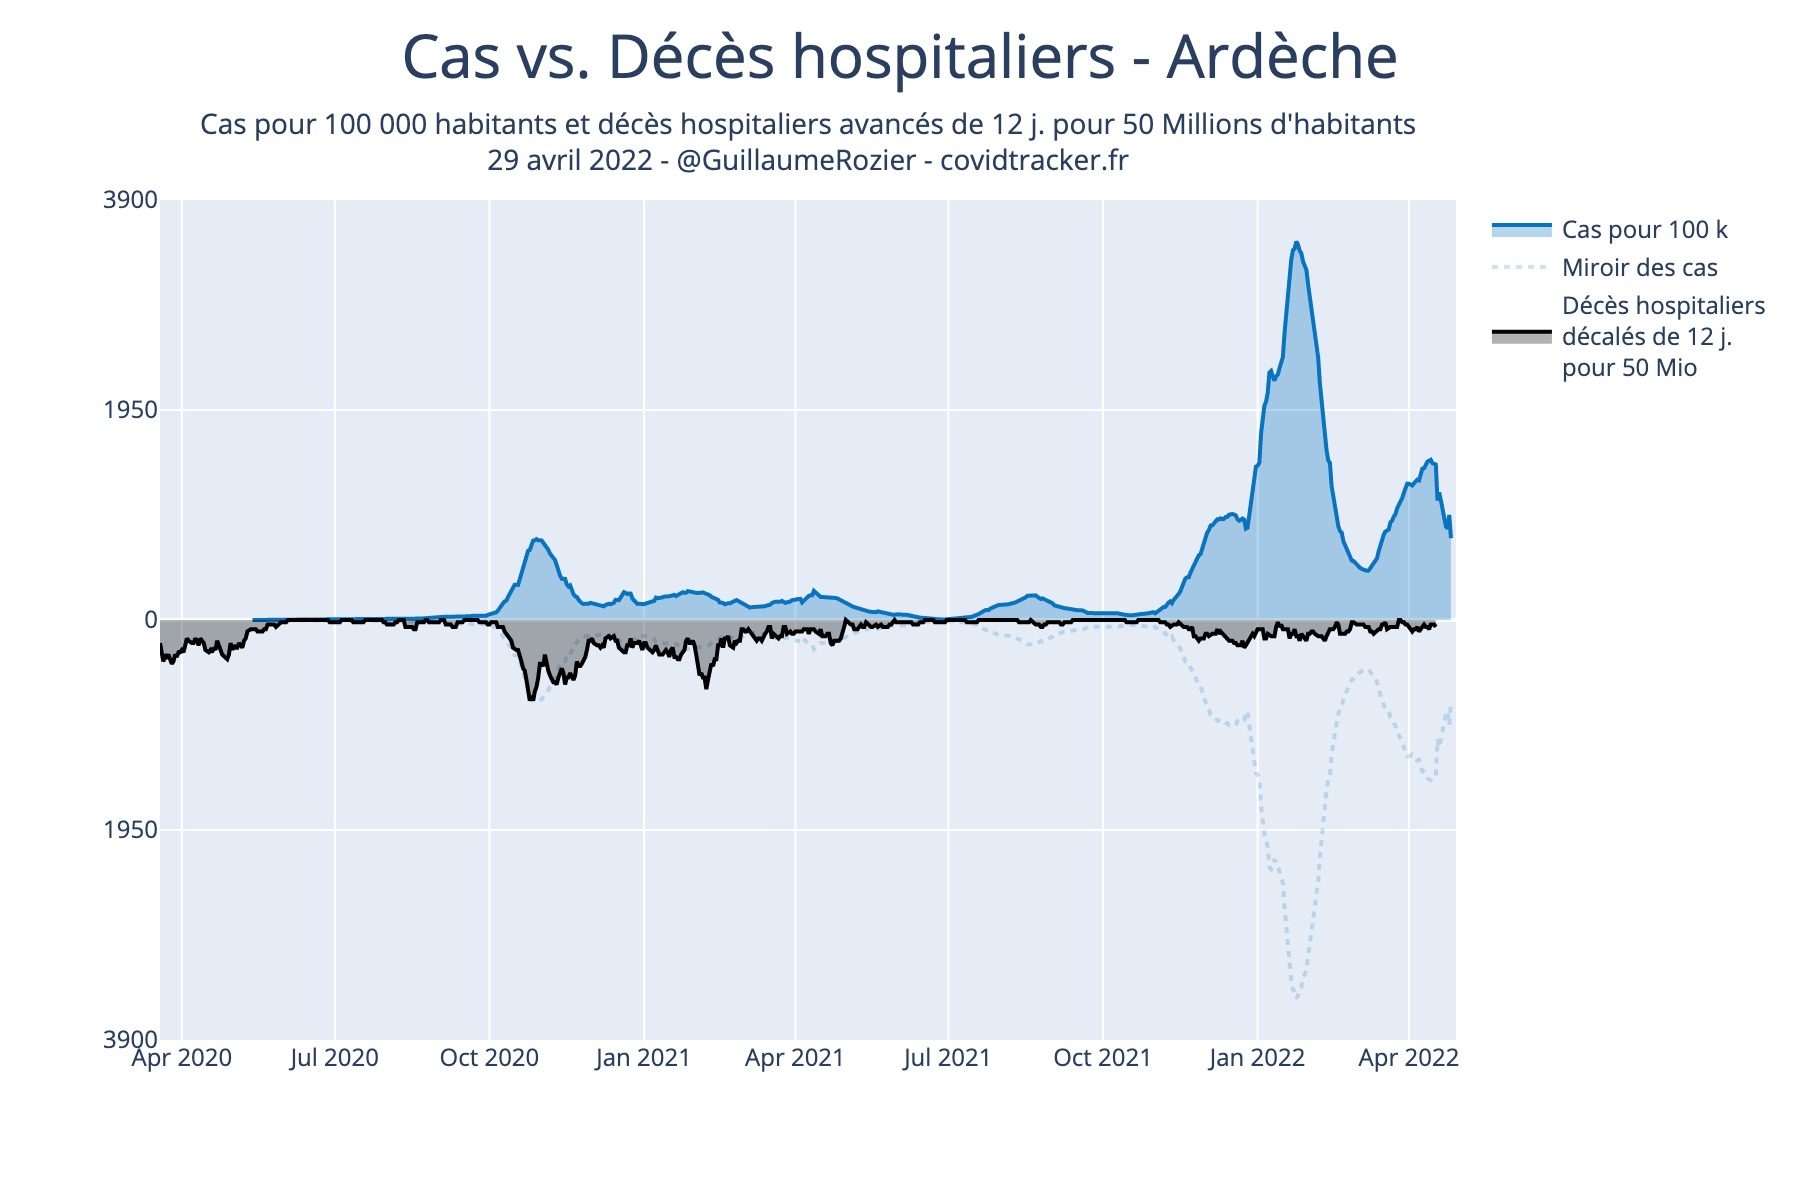 Cas vs. Décès hospitaliers - Ardèche
Cas pour 100 000 habitants et décès hospitaliers avancés de 12 j. pour 50 Millions d'habitants
29 avril 2022 - @GuillaumeRozier - covidtracker.fr
3900
1950
0
1950
3900
Apr 2020
Jul 2020
Oct 2020
Jan 2021
Apr 2021
Jul 2021
Oct 2021
Jan 2022
Apr 2022
Cas pour 100 k
Miroir des cas
Décès hospitaliers
décalés de 12 j.
pour 50 Mio